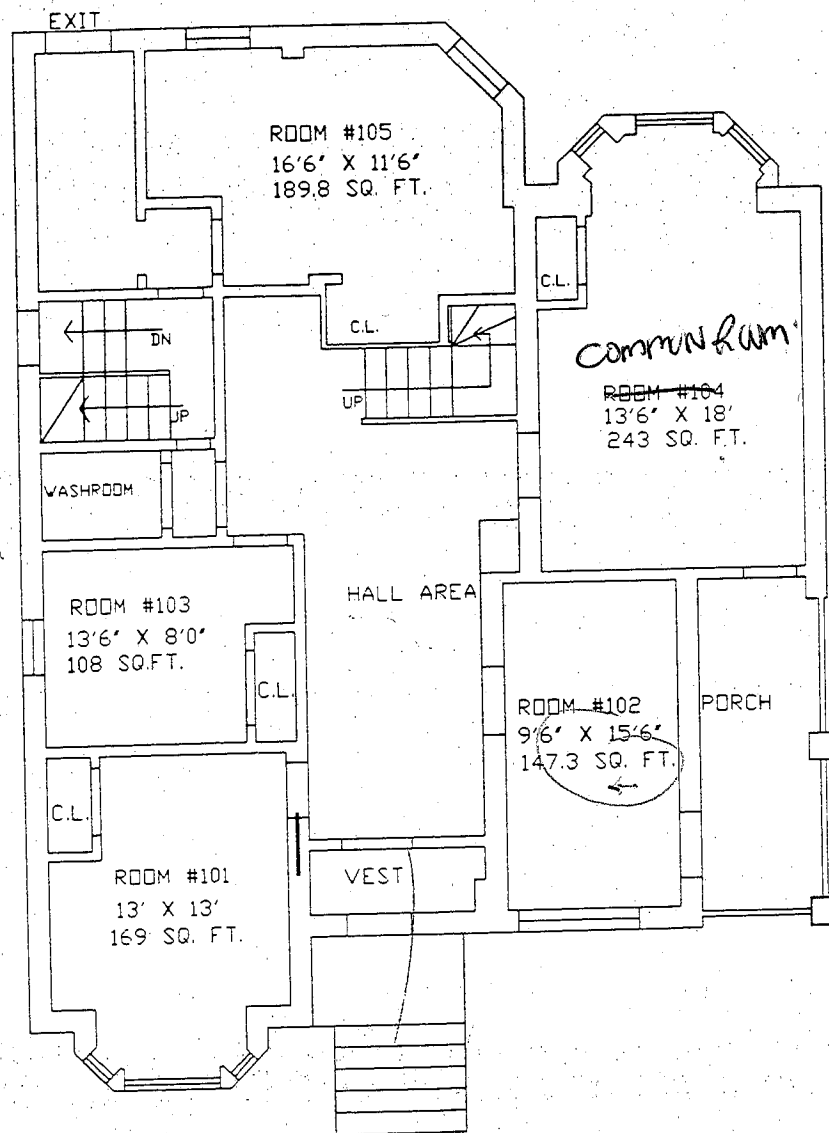 EXIT
ROOM #105
16'6" X 11'6"
189.8 SQ. FT.
C.L.
C.L.
DN
UP
UP
COMMON ROOM
ROOM #104
13'6" X 18'
243 SQ. FT.
WASHROOM
HALL AREA
ROOM #103
13'6" X 8'0"
108 SQ.FT.
C.L.
ROOM #102
9'6" X 15'6"
147.3 SQ. FT.
PORCH
C.L.
ROOM #101
13' X 13'
169 SQ. FT.
VEST